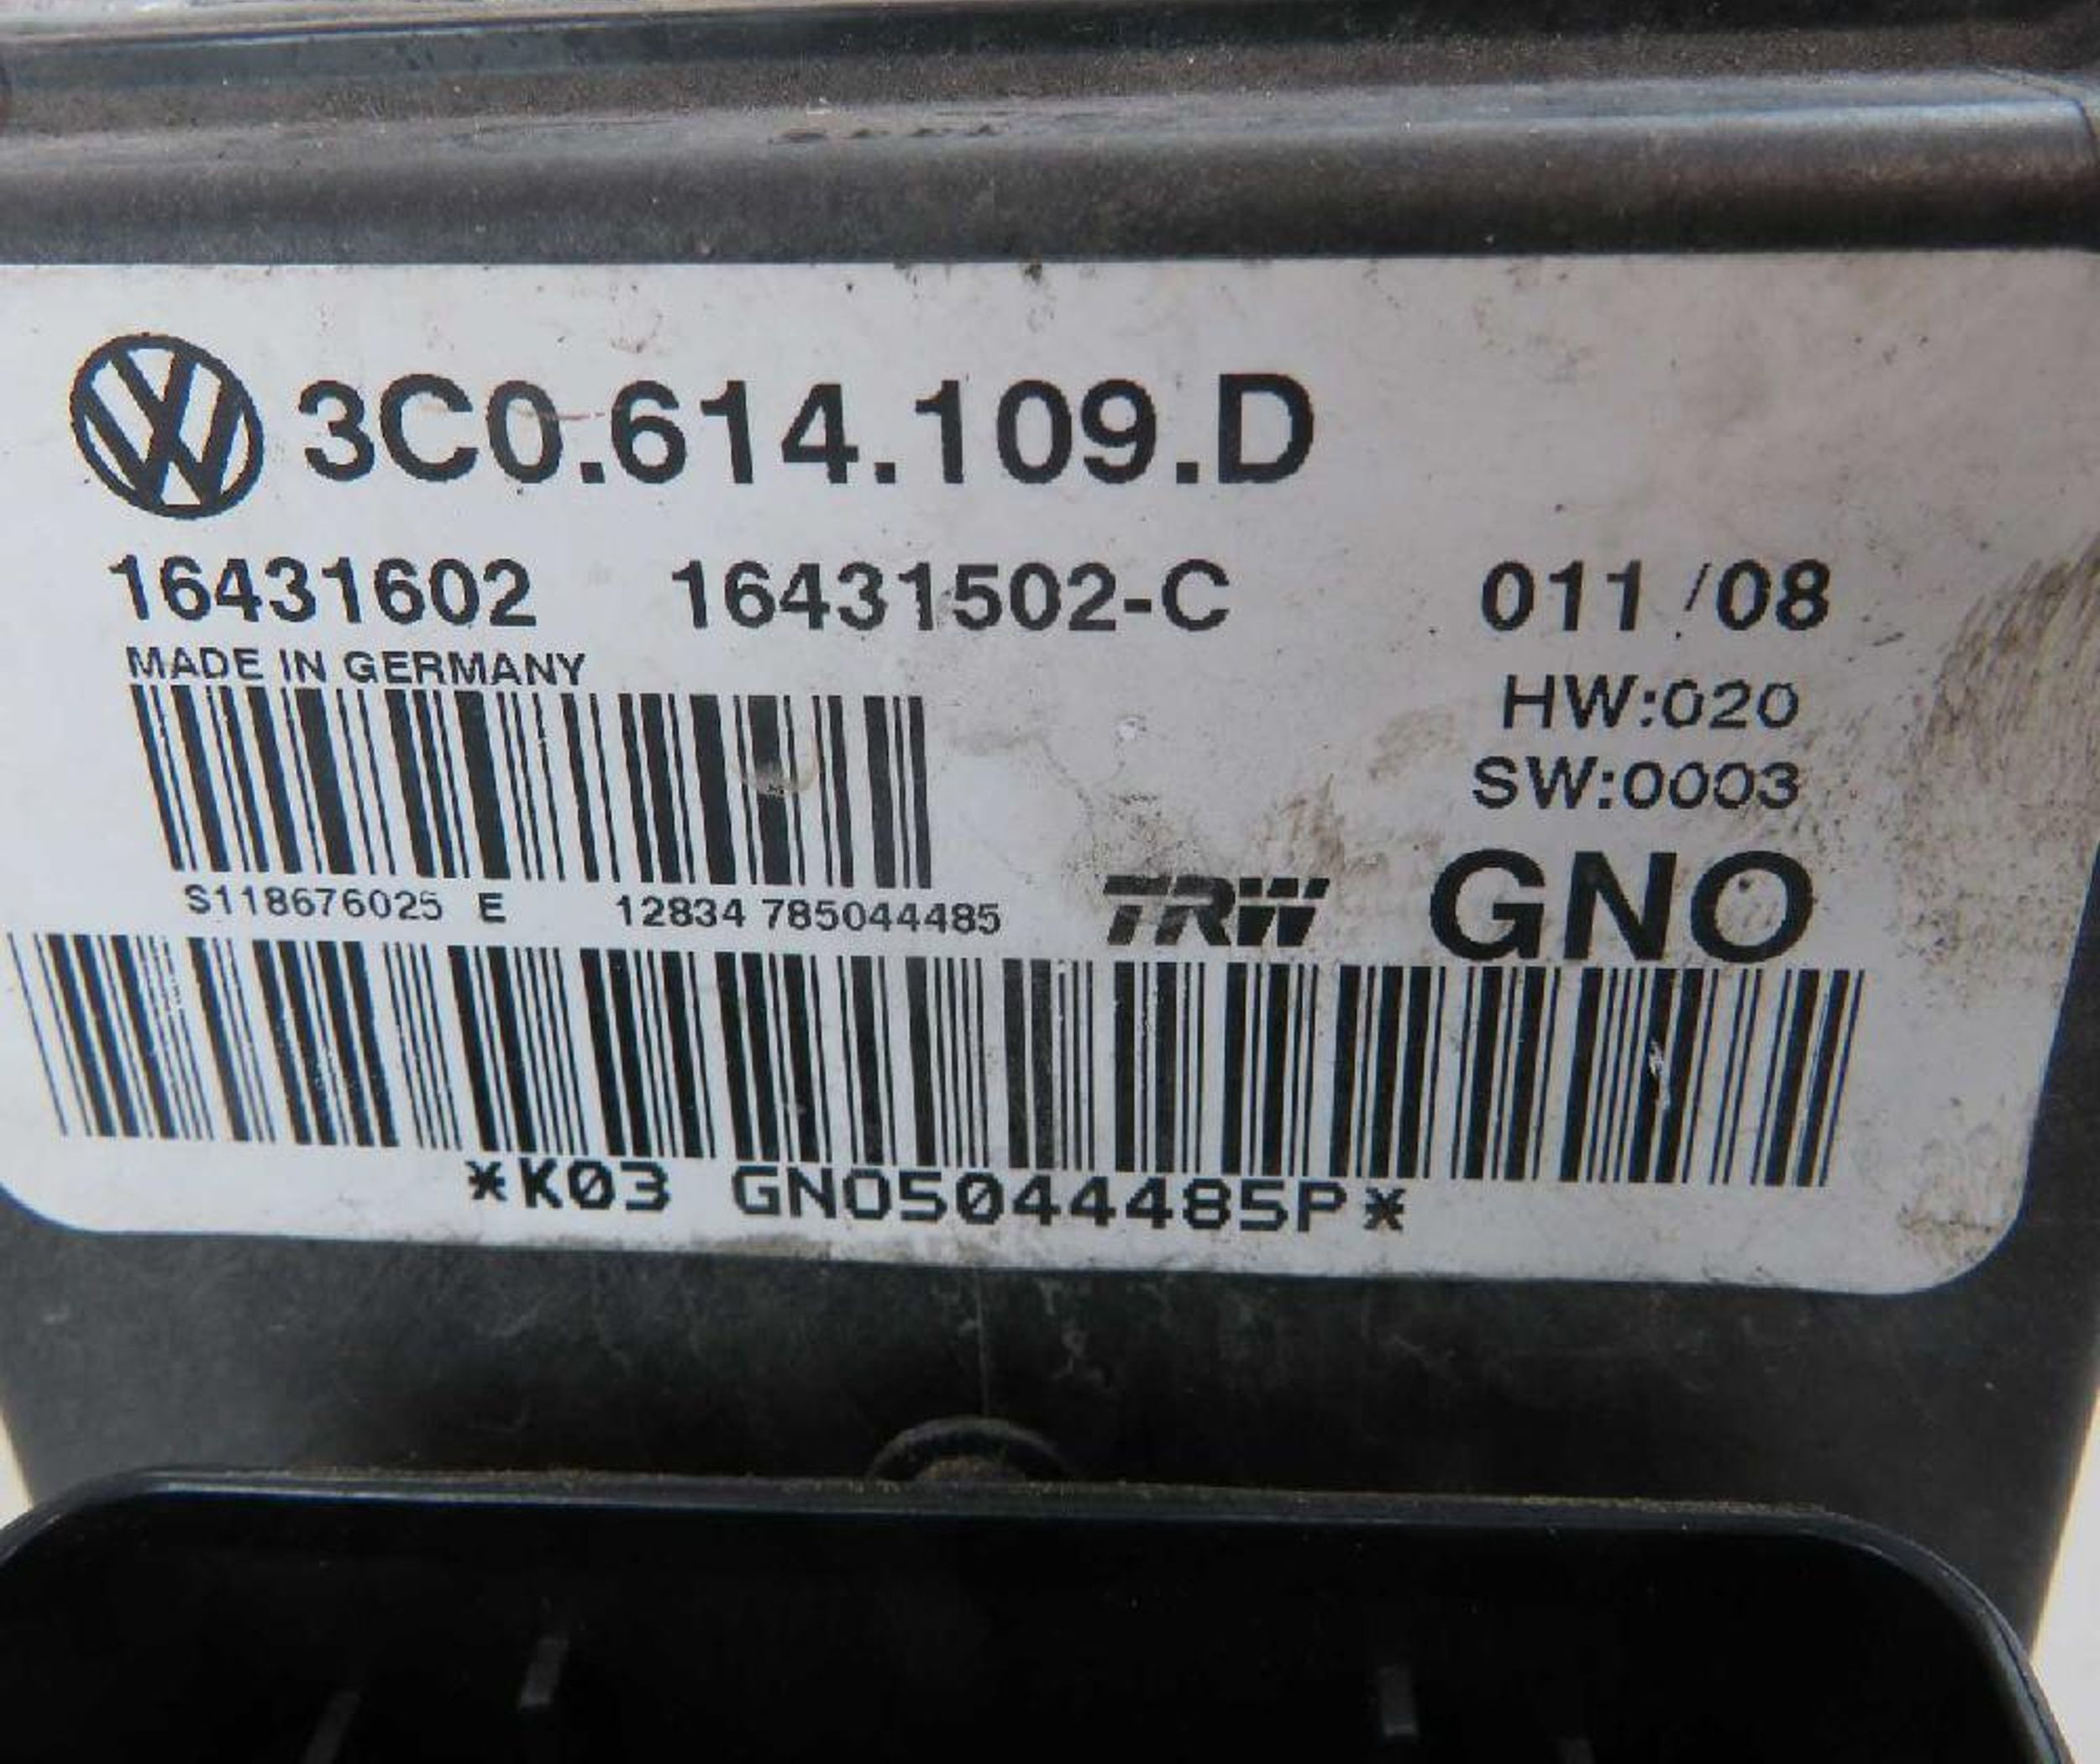 3C0.614.109.D
16431602 16431502-C 011/08
MADE IN GERMANY
HW:020
SW:0003
S118676025 E 12834 785044485
TRW GNO
*K03 GNO5044485P*